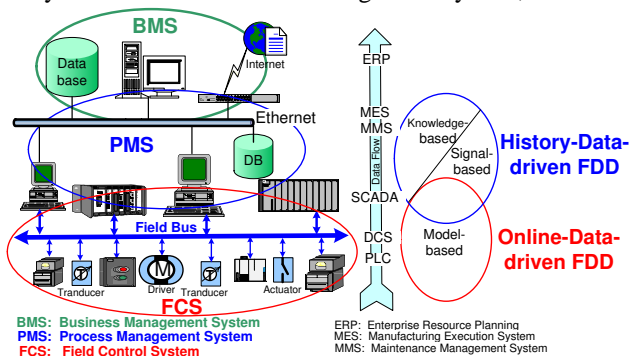 BMS
Data
base
Internet
Ethernet
PMS
DB
Field Bus
Tranducer
M
Driver
Tranducer
Actuator
FCS
BMS: Business Management System
PMS: Process Management System
FCS: Field Control System
ERP
MES
MMS
Data Flow
SCADA
DCS
PLC
Knowledge-
based
Signal-
based
Model-
based
History-Data-
driven FDD
Online-Data-
driven FDD
ERP: Enterprise Resource Planning
MES: Manufacturing Execution System
MMS: Maintenance Management System